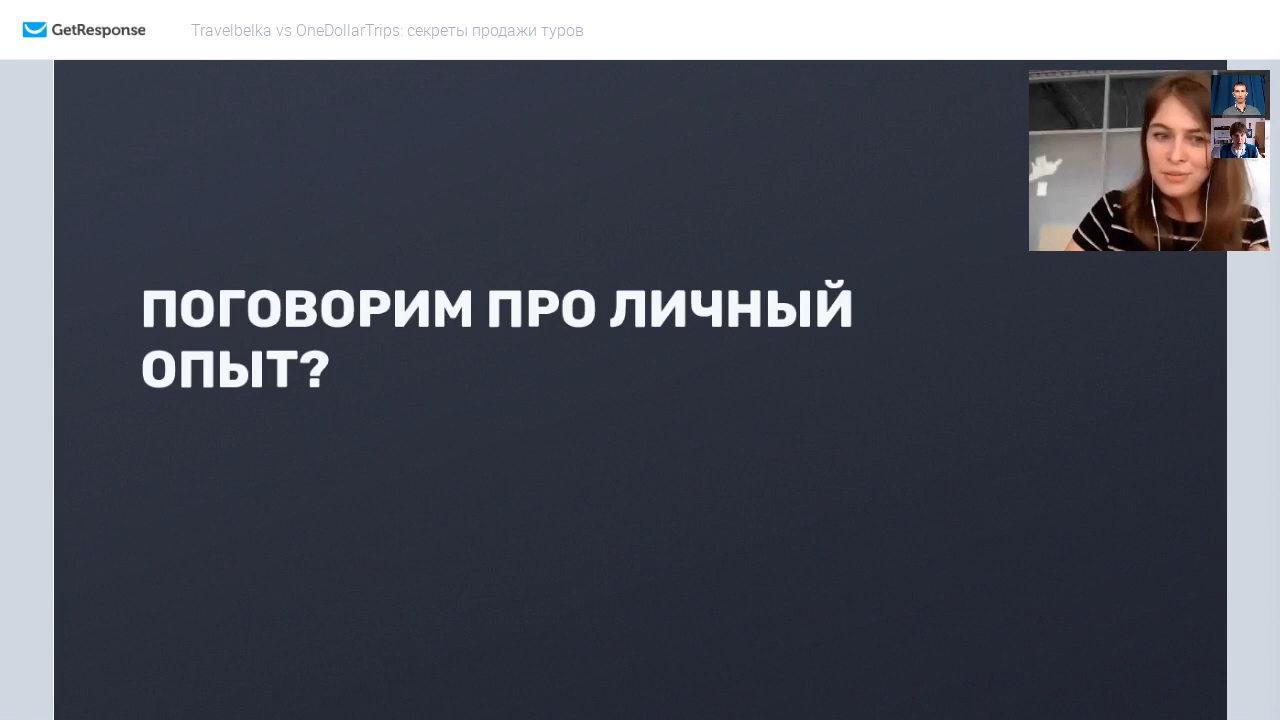 GetResponse
Travelbelka vs OneDollarTrips: секреты продажи туров
ПОГОВОРИМ ПРО ЛИЧНЫЙ
ОПЫТ?